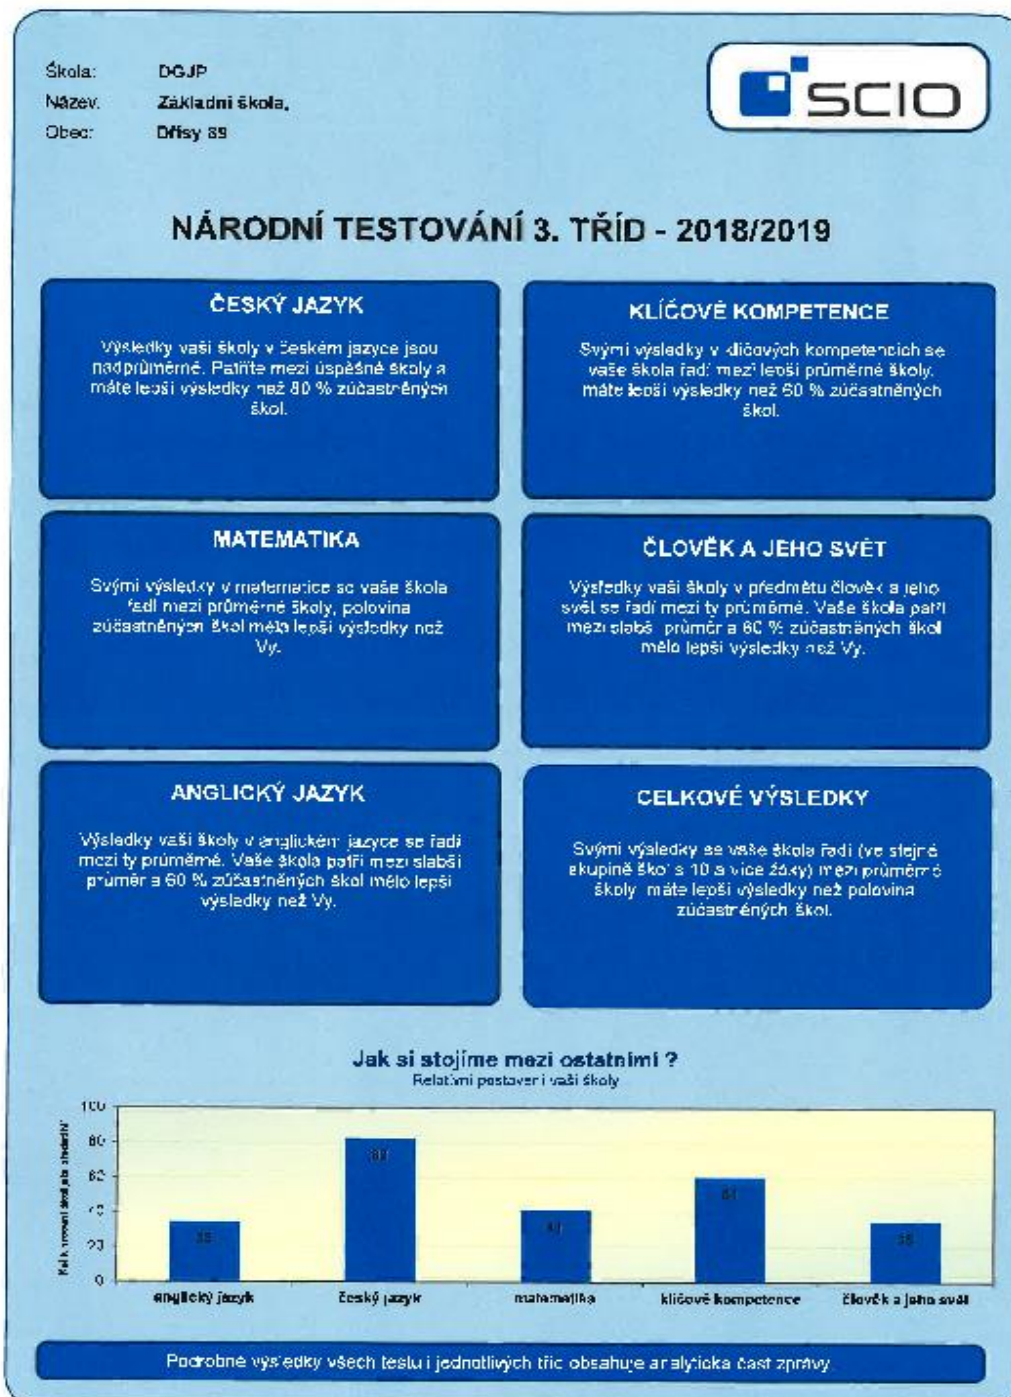 Škola: DGJP
Název: Základní škola,
Obec: Dřísy 89
SCIO
NÁRODNÍ TESTOVÁNÍ 3. TŘÍD - 2018/2019
ČESKÝ JAZYK
Výsledky vaší školy v českém jazyce jsou
nadprůměrné. Patříte mezi úspěšné školy a
máte lepší výsledky než 80 % zúčastněných
škol.
KLÍČOVÉ KOMPETENCE
Svými výsledky v klíčových kompetencích se
vaše škola řadí mezi lepší průměrné školy,
máte lepší výsledky než 60 % zúčastněných
škol.
MATEMATIKA
Svými výsledky v matematice se vaše škola
řadí mezi průměrné školy, polovina
zúčastněných škol měla lepší výsledky než
Vy.
ČLOVĚK A JEHO SVĚT
Výsledky vaší školy v předmětu člověk a jeho
svět se řadí mezi ty průměrné. Vaše škola patří
mezi slabší průměr a 60 % zúčastněných škol
mělo lepší výsledky než Vy.
ANGLICKÝ JAZYK
Výsledky vaší školy v anglickém jazyce se řadí
mezi ty průměrné. Vaše škola patří mezi slabší
průměr a 60 % zúčastněných škol mělo lepší
výsledky než Vy.
CELKOVÉ VÝSLEDKY
Svými výsledky se vaše škola řadí (ve stejné
skupině škol s 10 a více žáky) mezi průměrné
školy, máte lepší výsledky než polovina
zúčastněných škol.
Jak si stojíme mezi ostatními ?
Relativní postavení vaší školy
100
80
60
40
20
0
anglický jazyk český jazyk matematika klíčové kompetence člověk a jeho svět
Podrobné výsledky všech testů i jednotlivých tříd obsahuje analytická část zprávy.